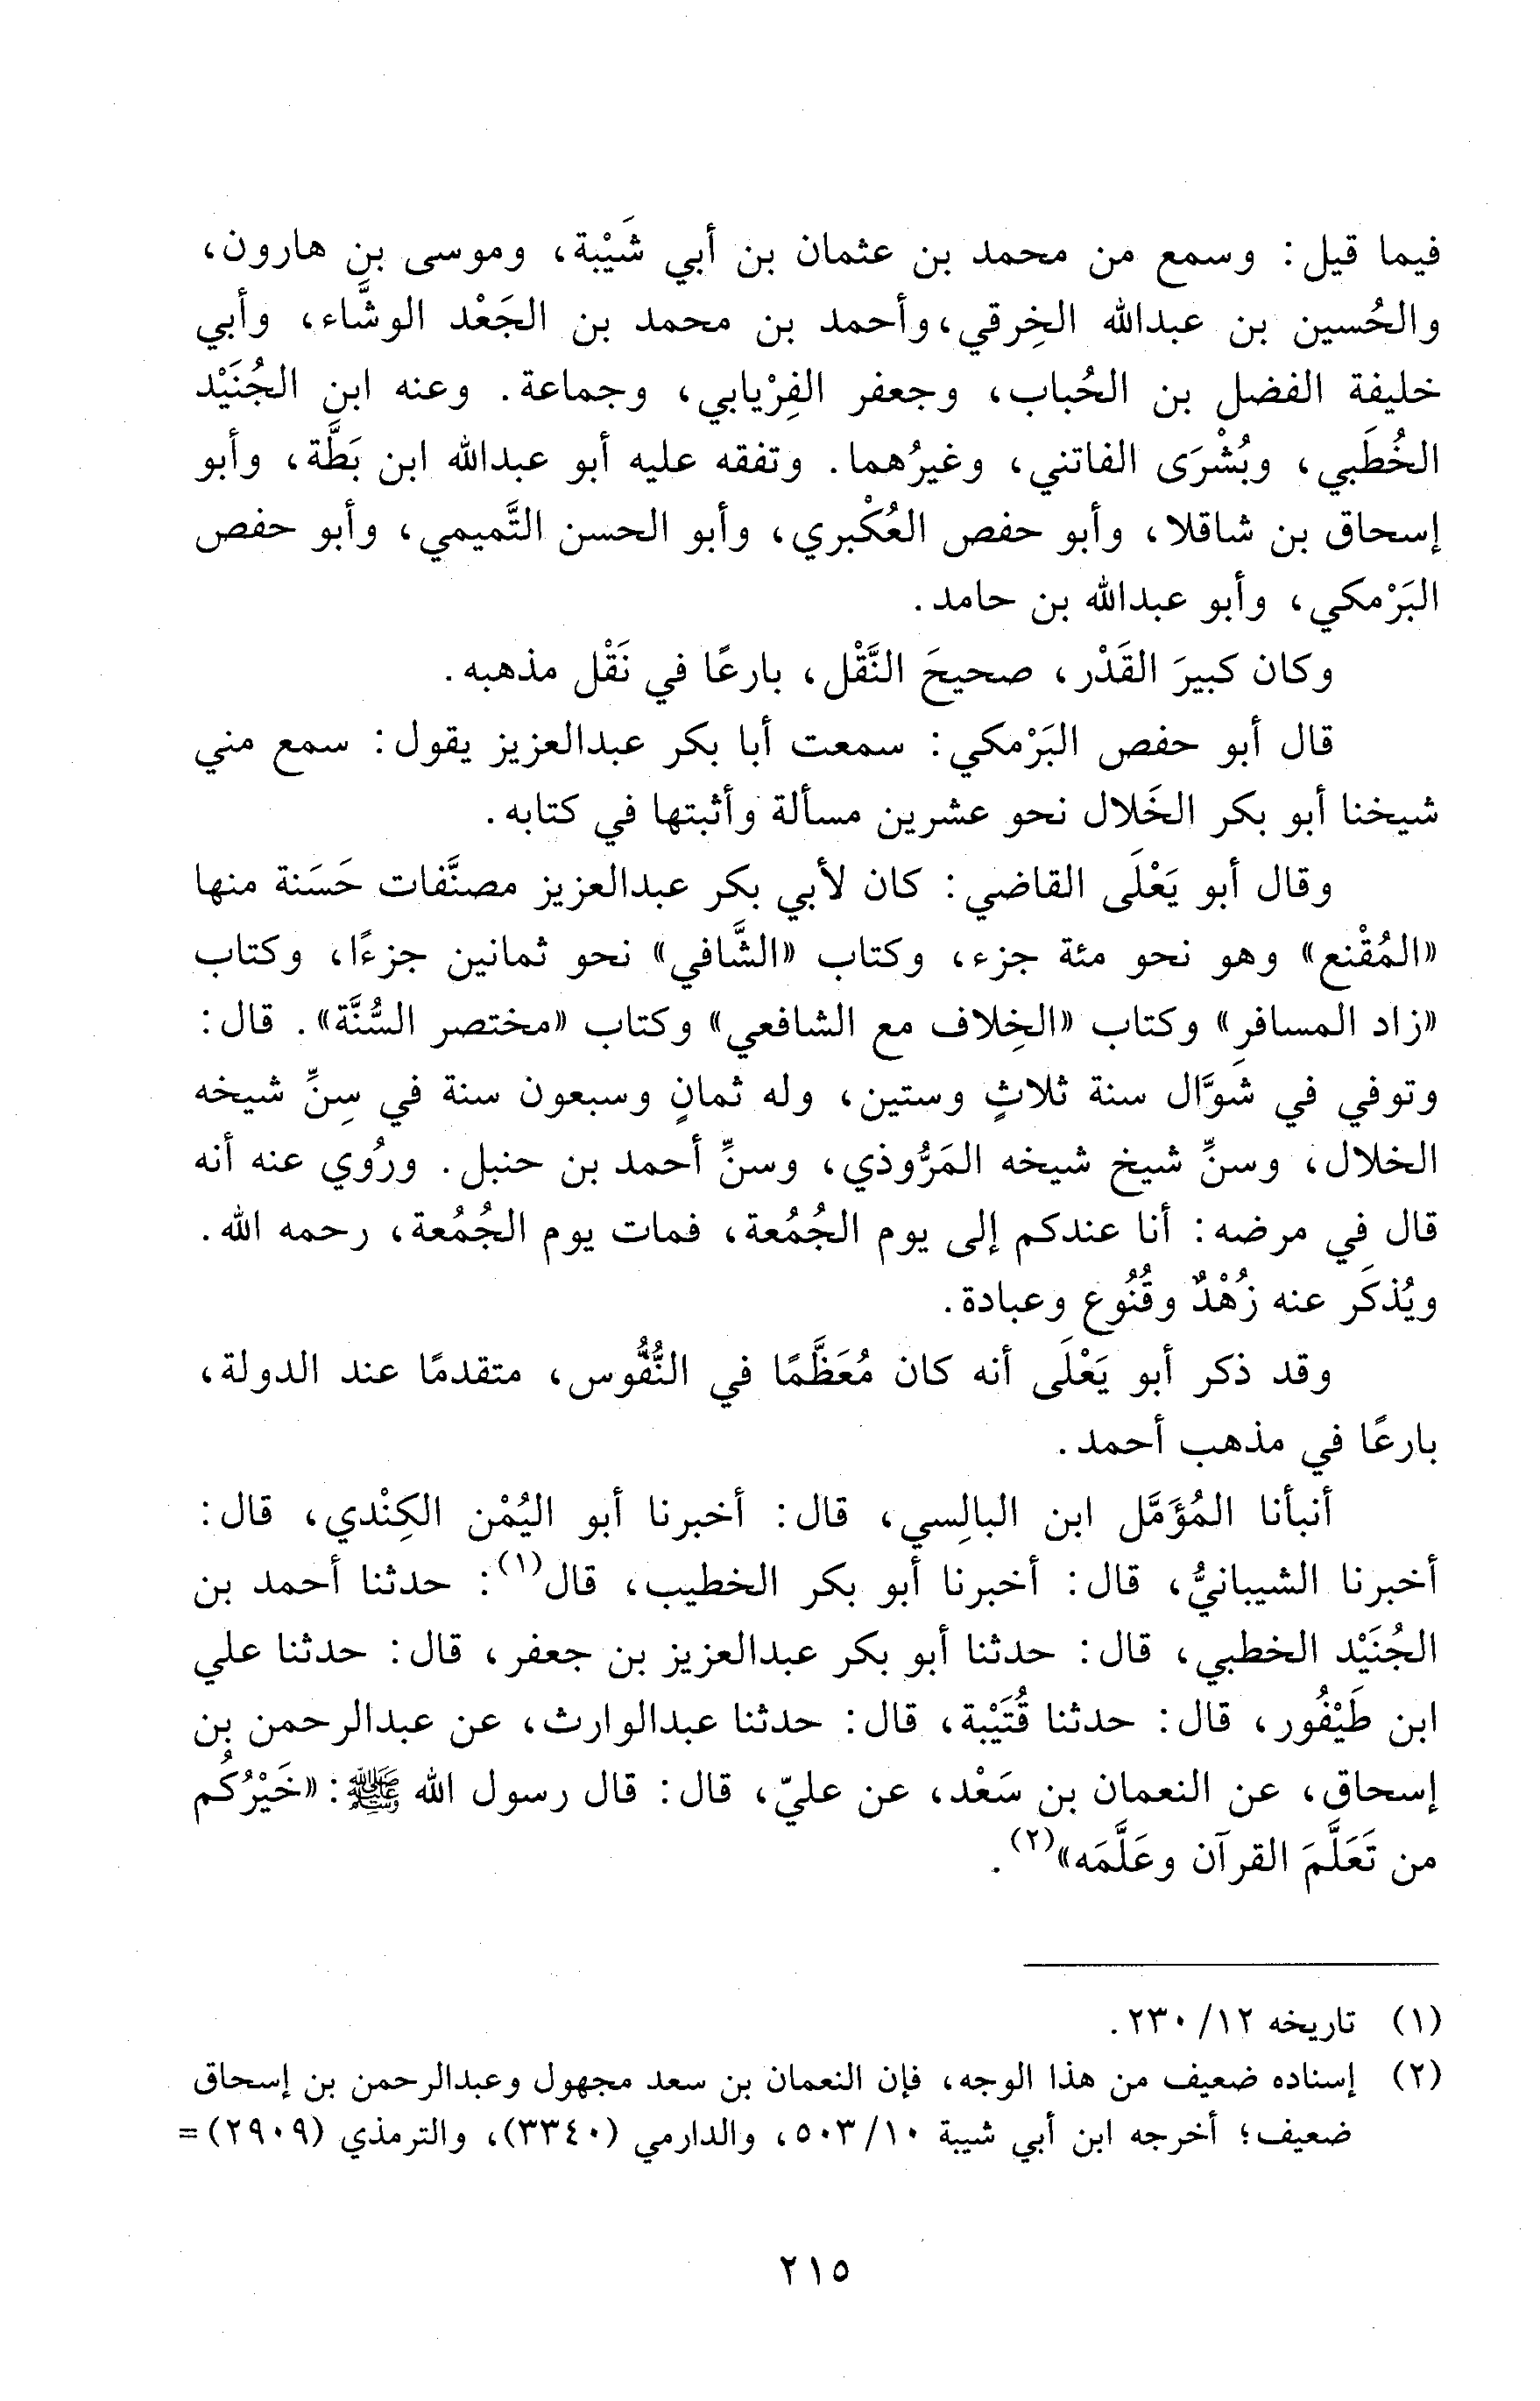 فيما قيل: وسمع من محمد بن عثمان بن أبي شَيْبة، وموسى بن هارون،
والحُسين بن عبدالله الخِرقي، وأحمد بن محمد بن الجَعْد الوشَّاء، وأبي
خليفة الفضل بن الحُباب، وجعفر الفِرْيابي، وجماعة. وعنه ابن الجُنَيْد
الخُطَبي، وبُشْرَى الفاتني، وغيرُهما. وتفقه عليه أبو عبدالله ابن بَطَّة، وأبو
إسحاق بن شاقلا، وأبو حفص العُكْبري، وأبو الحسن التَّميمي، وأبو حفص
البَرْمكي، وأبو عبدالله بن حامد.
وكان كبيرَ القَدْر، صحيحَ النَّقْل، بارعًا في نَقْل مذهبه.
قال أبو حفص البَرْمكي: سمعت أبا بكر عبدالعزيز يقول: سمع مني
شيخنا أبو بكر الخَلال نحو عشرين مسألة وأثبتها في كتابه.
وقال أبو يَعْلَى القاضي: كان لأبي بكر عبدالعزيز مصنَّفات حَسَنة منها
«المُقْنع» وهو نحو مئة جزء، وكتاب «الشَّافي» نحو ثمانين جزءًا، وكتاب
«زاد المسافر» وكتاب «الخِلاف مع الشافعي» وكتاب «مختصر السُّنَّة». قال:
وتوفي في شَوَّال سنة ثلاثٍ وستين، وله ثمانٍ وسبعون سنة في سِنِّ شيخه
الخلال، وسنِّ شيخ شيخه المَرُّوذي، وسنِّ أحمد بن حنبل. ورُوي عنه أنه
قال في مرضه: أنا عندكم إلى يوم الجُمُعة، فمات يوم الجُمُعة، رحمه الله.
ويُذكَر عنه زُهْدٌ وقُنُوع وعبادة.
وقد ذكر أبو يَعْلَى أنه كان مُعَظَّمًا في النُّفُوس، متقدمًا عند الدولة،
بارعًا في مذهب أحمد.
أنبأنا المُؤَمَّل ابن البالِسي، قال: أخبرنا أبو اليُمْن الكِنْدي، قال:
أخبرنا الشيبانيُّ، قال: أخبرنا أبو بكر الخطيب، قال(١): حدثنا أحمد بن
الجُنَيْد الخطبي، قال: حدثنا أبو بكر عبدالعزيز بن جعفر، قال: حدثنا علي
ابن طَيْفُور، قال: حدثنا قُتَيْبة، قال: حدثنا عبدالوارث، عن عبدالرحمن بن
إسحاق، عن النعمان بن سَعْد، عن عليّ، قال: قال رسول الله ﷺ: «خَيْرُكُم
من تَعَلَّمَ القرآن وعَلَّمَه»(٢).
(١) تاريخه ١٢/ ٢٣٠.
(٢) إسناده ضعيف من هذا الوجه، فإن النعمان بن سعد مجهول وعبدالرحمن بن إسحاق
ضعيف؛ أخرجه ابن أبي شيبة ١٠/ ٥٠٣، والدارمي (٣٣٤٠)، والترمذي (٢٩٠٩)=
٢١٥